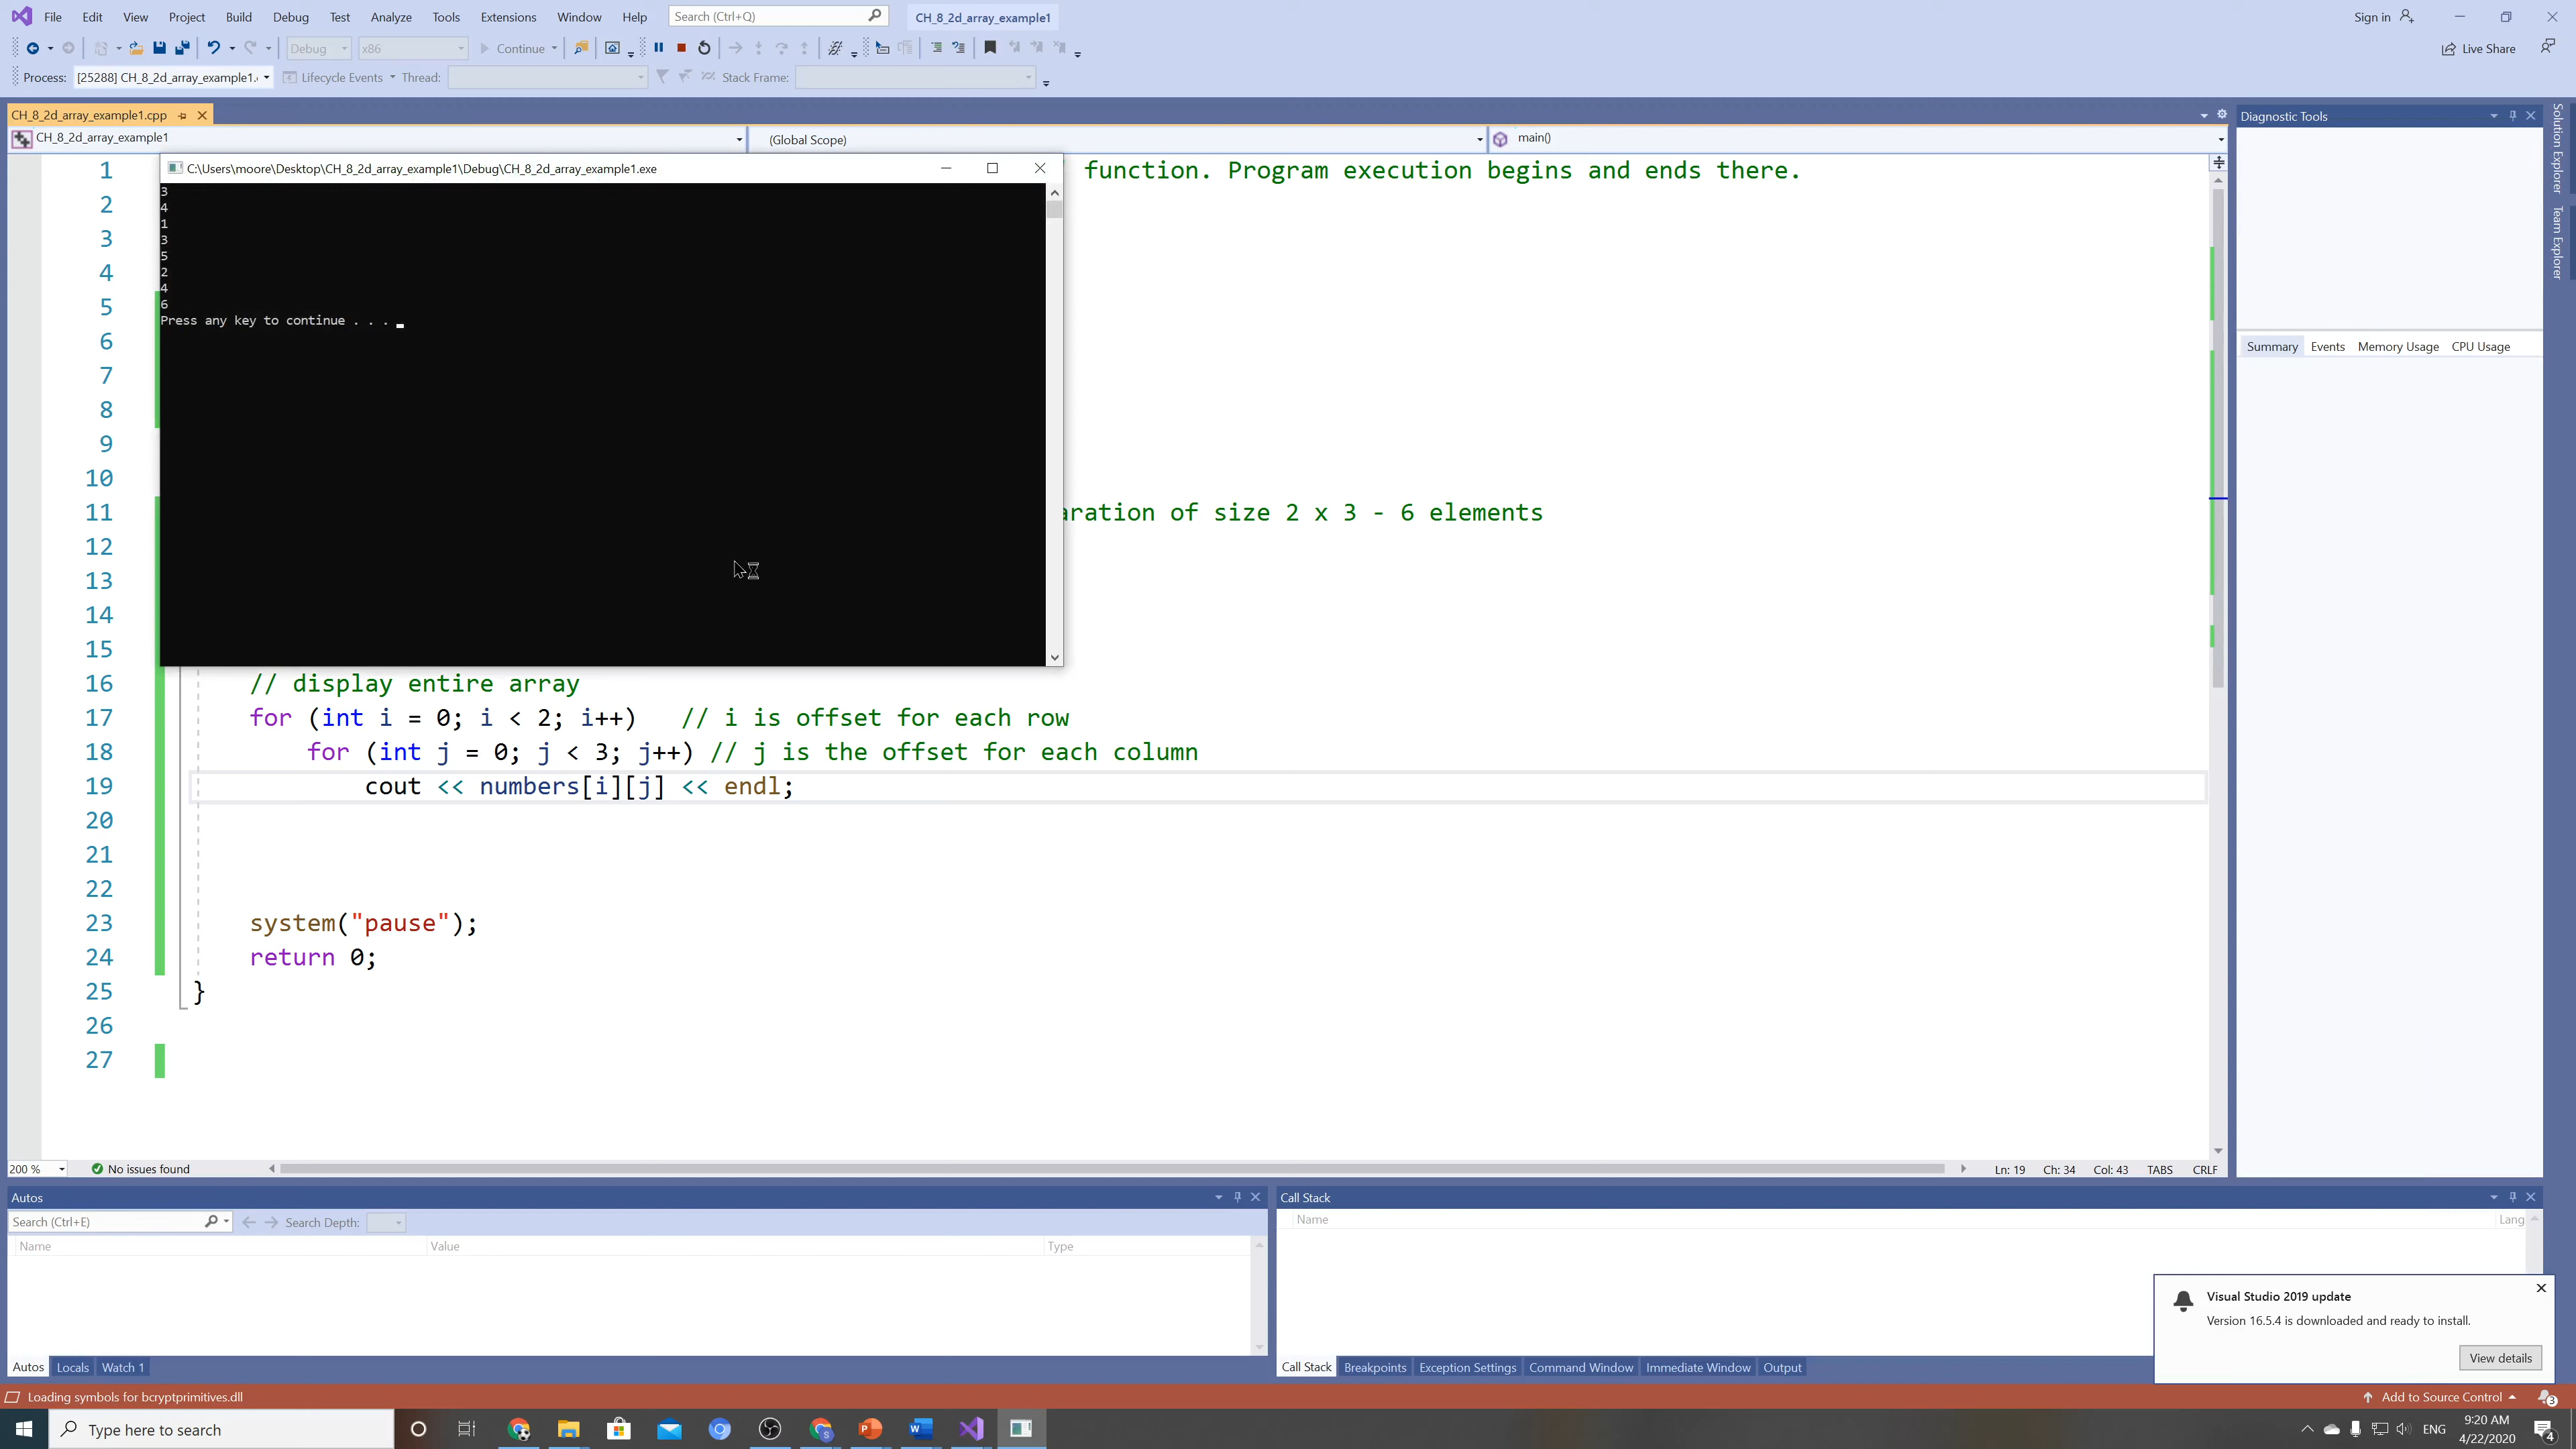 File Edit View Project Build Debug Test Analyze Tools Extensions Window Help Search (Ctrl+Q) CH_8_2d_array_example1 Sign in
Debug x86 Continue Live Share
Process: [25288] CH_8_2d_array_example1. Lifecycle Events Thread: Stack Frame:
CH_8_2d_array_example1.cpp
CH_8_2d_array_example1 (Global Scope) main()
C:\Users\moore\Desktop\CH_8_2d_array_example1\Debug\CH_8_2d_array_example1.exe
3
4
1
3
5
2
4
6
Press any key to continue . . .
1 function. Program execution begins and ends there.
2
3
4
5
6
7
8
9
10
11 aration of size 2 x 3 - 6 elements
12
13
14
15
16 // display entire array
17 for (int i = 0; i < 2; i++) // i is offset for each row
18 for (int j = 0; j < 3; j++) // j is the offset for each column
19 cout << numbers[i][j] << endl;
20
21
22
23 system("pause");
24 return 0;
25 }
26
27
200 % No issues found Ln: 19 Ch: 34 Col: 43 TABS CRLF
Diagnostic Tools
Summary Events Memory Usage CPU Usage
Solution Explorer
Team Explorer
Autos
Search (Ctrl+E) Search Depth:
Name Value Type
Autos Locals Watch 1
Call Stack
Name Lang
Call Stack Breakpoints Exception Settings Command Window Immediate Window Output
Visual Studio 2019 update
Version 16.5.4 is downloaded and ready to install.
View details
Loading symbols for bcryptprimitives.dll Add to Source Control 3
Type here to search ENG 9:20 AM
4/22/2020 4